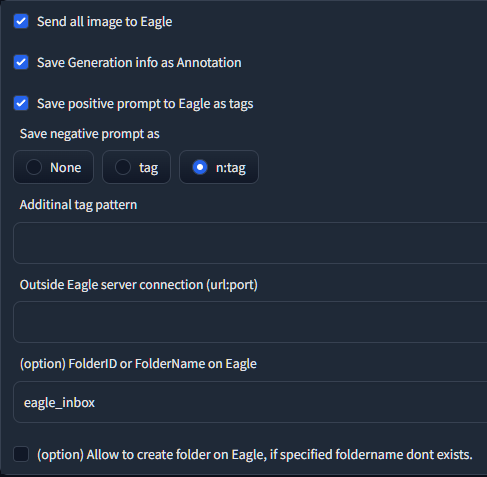 Send all image to Eagle
Save Generation info as Annotation
Save positive prompt to Eagle as tags
Save negative prompt as
None tag n:tag
Additinal tag pattern
Outside Eagle server connection (url:port)
(option) FolderID or FolderName on Eagle
eagle_inbox
(option) Allow to create folder on Eagle, if specified foldername dont exists.